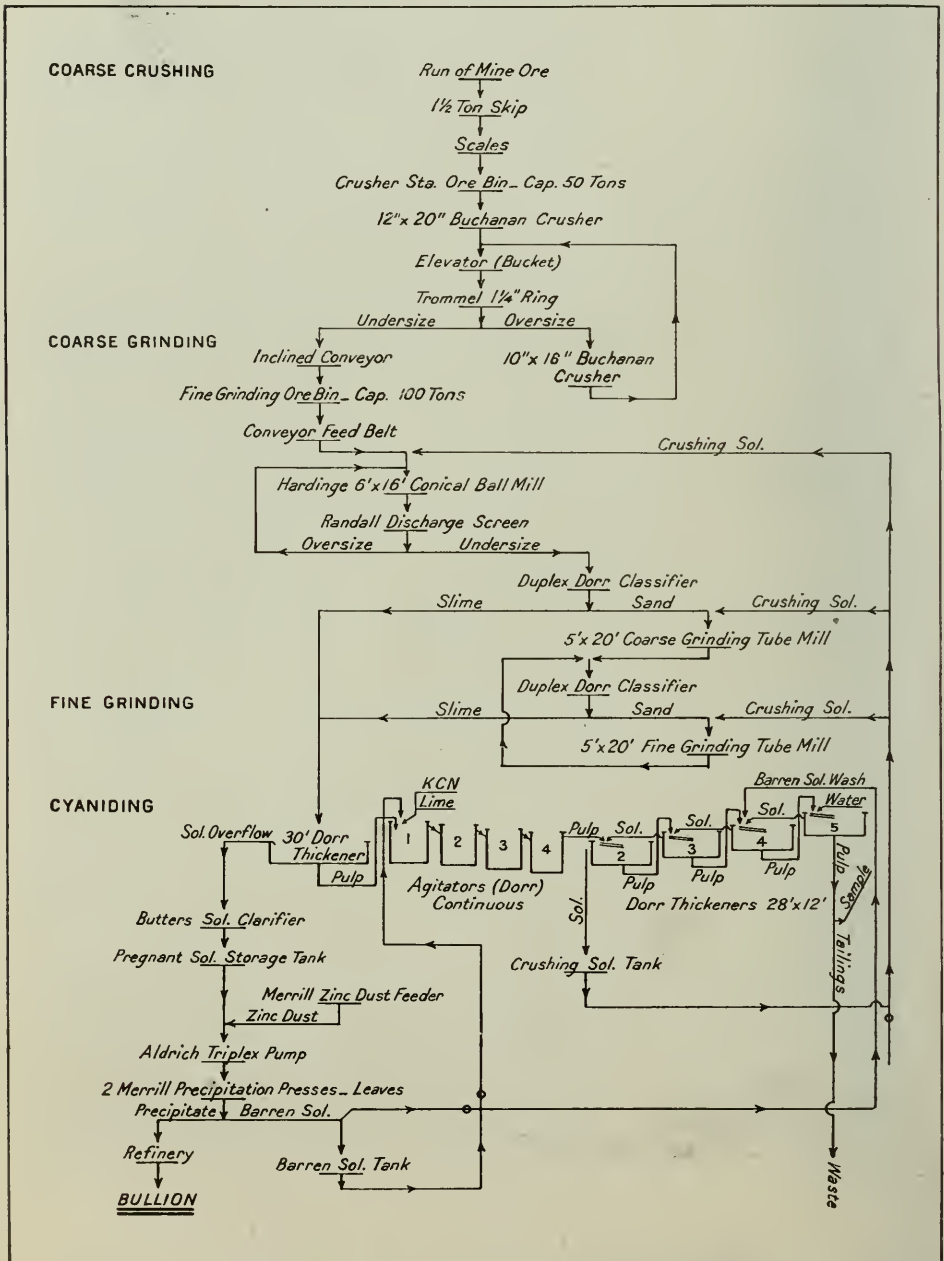 COARSE CRUSHING
Run of Mine Ore
1½ Ton Skip
Scales
Crusher Sta. Ore Bin_ Cap. 50 Tons
12"x 20" Buchanan Crusher
Elevator (Bucket)
Trommel 1¼" Ring
Undersize Oversize
COARSE GRINDING
Inclined Conveyor
10"x 16" Buchanan
Crusher
Fine Grinding Ore Bin_ Cap. 100 Tons
Conveyor Feed Belt
Crushing Sol.
Hardinge 6'x16' Conical Ball Mill
Randall Discharge Screen
Oversize Undersize
Duplex Dorr Classifier
Slime Sand Crushing Sol.
5'x 20' Coarse Grinding Tube Mill
Duplex Dorr Classifier
FINE GRINDING
Slime Sand Crushing Sol.
5'x20' Fine Grinding Tube Mill
CYANIDING
KCN
Lime
Barren Sol. Wash
Water
Sol. Overflow
30' Dorr
Thickener
Pulp
1 2 3 4
Agitators (Dorr)
Continuous
Pulp Sol. Sol. Sol.
2 3 4 5
Pulp Pulp Pulp
Dorr Thickeners 28'x12'
Pulp
Sample
Tailings
Waste
Sol.
Crushing Sol. Tank
Butters Sol. Clarifier
Pregnant Sol. Storage Tank
Merrill Zinc Dust Feeder
Zinc Dust
Aldrich Triplex Pump
2 Merrill Precipitation Presses_ Leaves
Precipitate Barren Sol.
Refinery
Barren Sol. Tank
BULLION